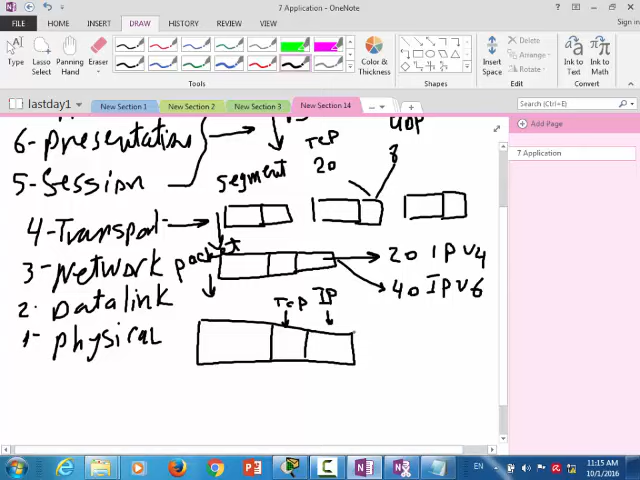 7 Application - OneNote
FILE HOME INSERT DRAW HISTORY REVIEW VIEW
Sign in
Type Lasso Select Panning Hand Eraser
Color & Thickness
Insert Space
Delete
Arrange
Rotate
Ink to Text
Ink to Math
Tools Shapes Edit Convert
lastday1 New Section 1 New Section 2 New Section 3 New Section 14
Search (Ctrl+E)
Add Page
7 Application
6-presentation
5-Session
4-Transpot
3-Network
2. Datalink
1- physical
TCP
20
UDP
8
segment
packet
20 IPv4
40 IPv6
TCP IP
EN
11:15 AM
10/1/2016